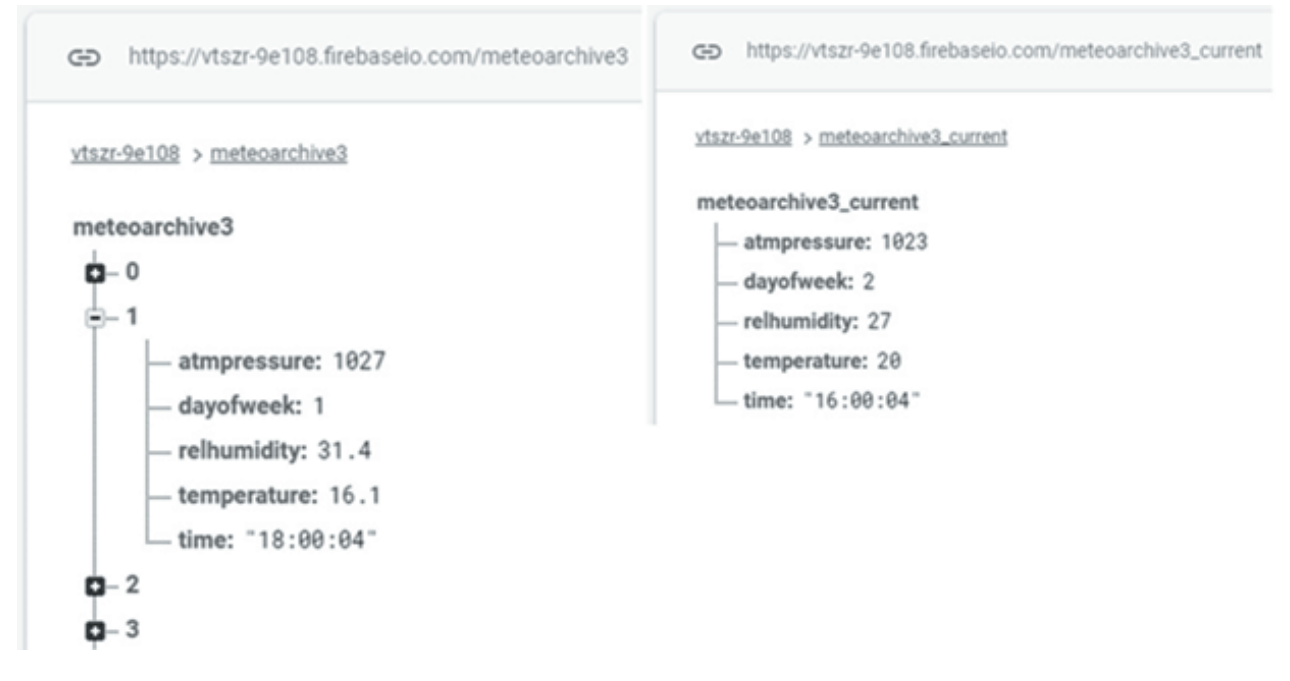 https://vtszr-9e108.firebaseio.com/meteoarchive3
vtszr-9e108 > meteoarchive3
meteoarchive3
0
1
atmpressure: 1027
dayofweek: 1
relhumidity: 31.4
temperature: 16.1
time: "18:00:04"
2
3
https://vtszr-9e108.firebaseio.com/meteoarchive3_current
vtszr-9e108 > meteoarchive3_current
meteoarchive3_current
atmpressure: 1023
dayofweek: 2
relhumidity: 27
temperature: 20
time: "16:00:04"